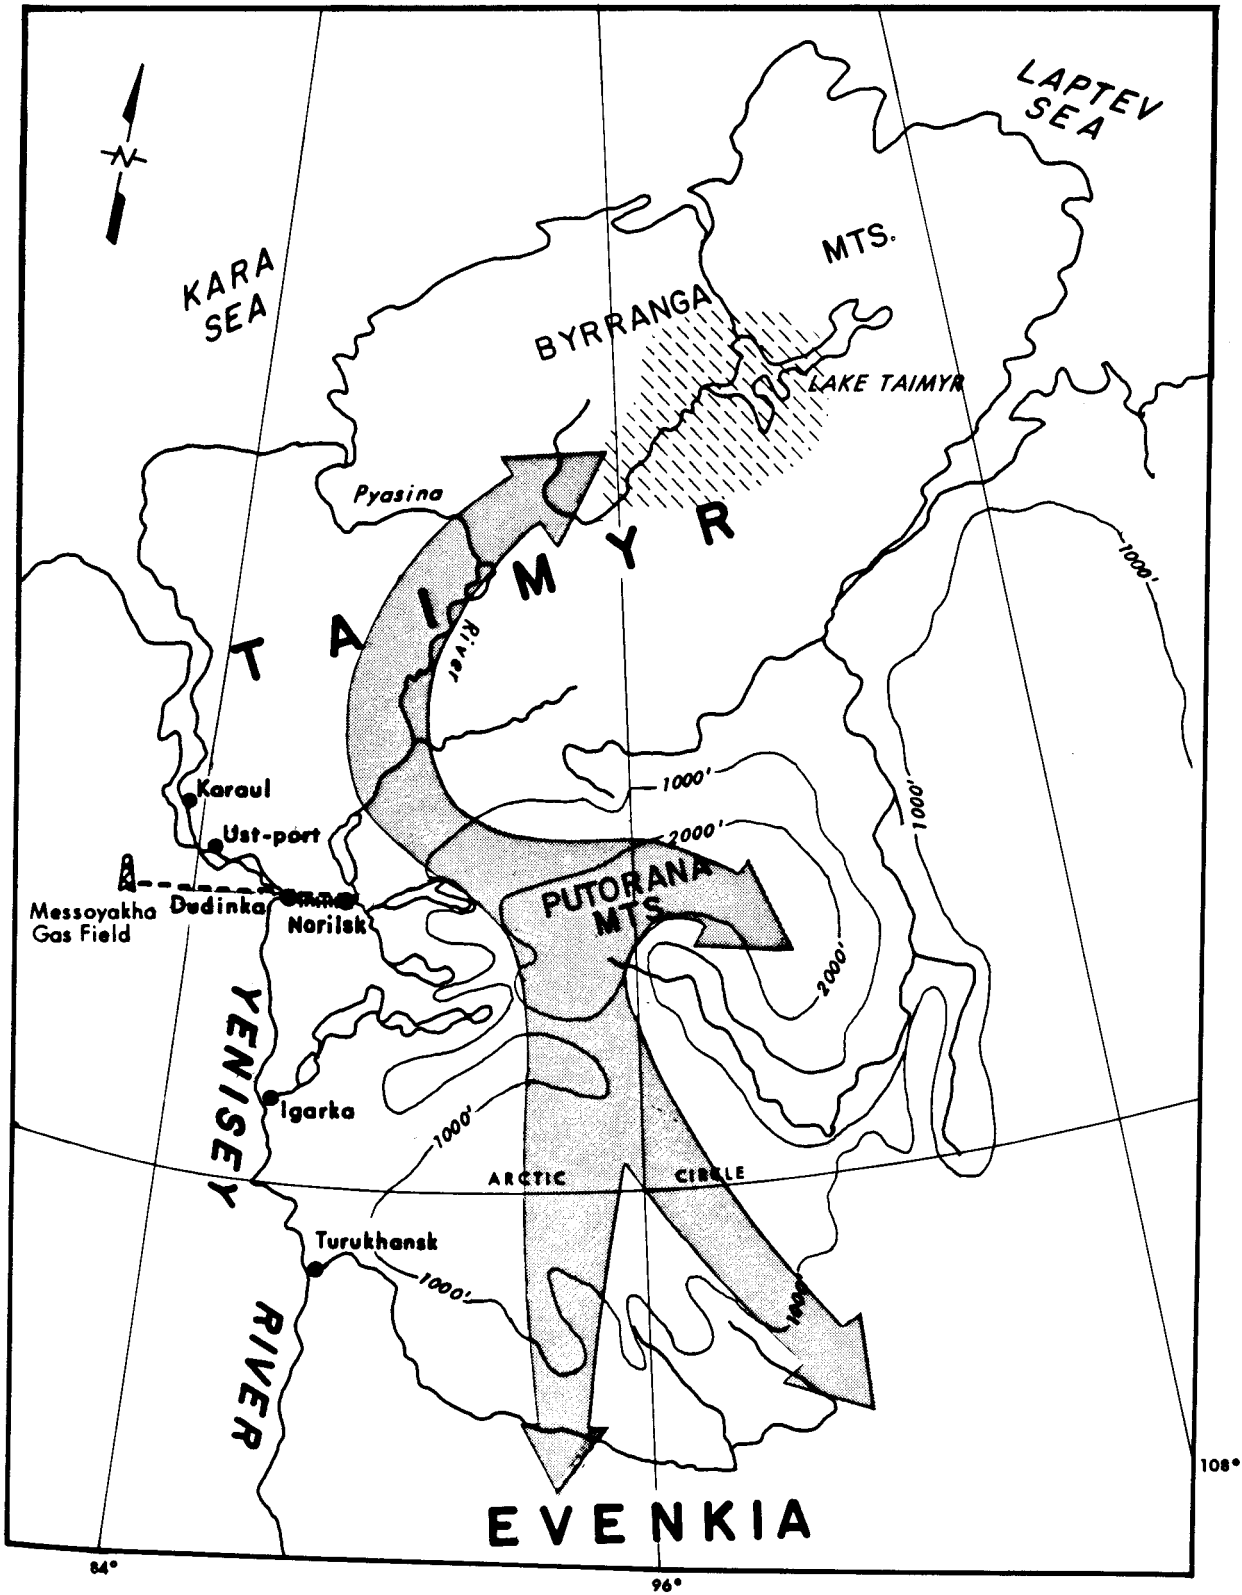 LAPTEV
SEA
N
KARA
SEA
MTS.
BYRRANGA
LAKE TAIMYR
Pyasina
River
TAIMYR
1000'
1000'
1000'
2000'
2000'
Karaul
Ust-port
Messoyakha
Gas Field
Dudinka
Norilsk
PUTORANA
MTS.
YENISEY
RIVER
Igarka
1000'
ARCTIC CIRCLE
Turukhansk
1000'
1000'
EVENKIA
84°
96°
108°